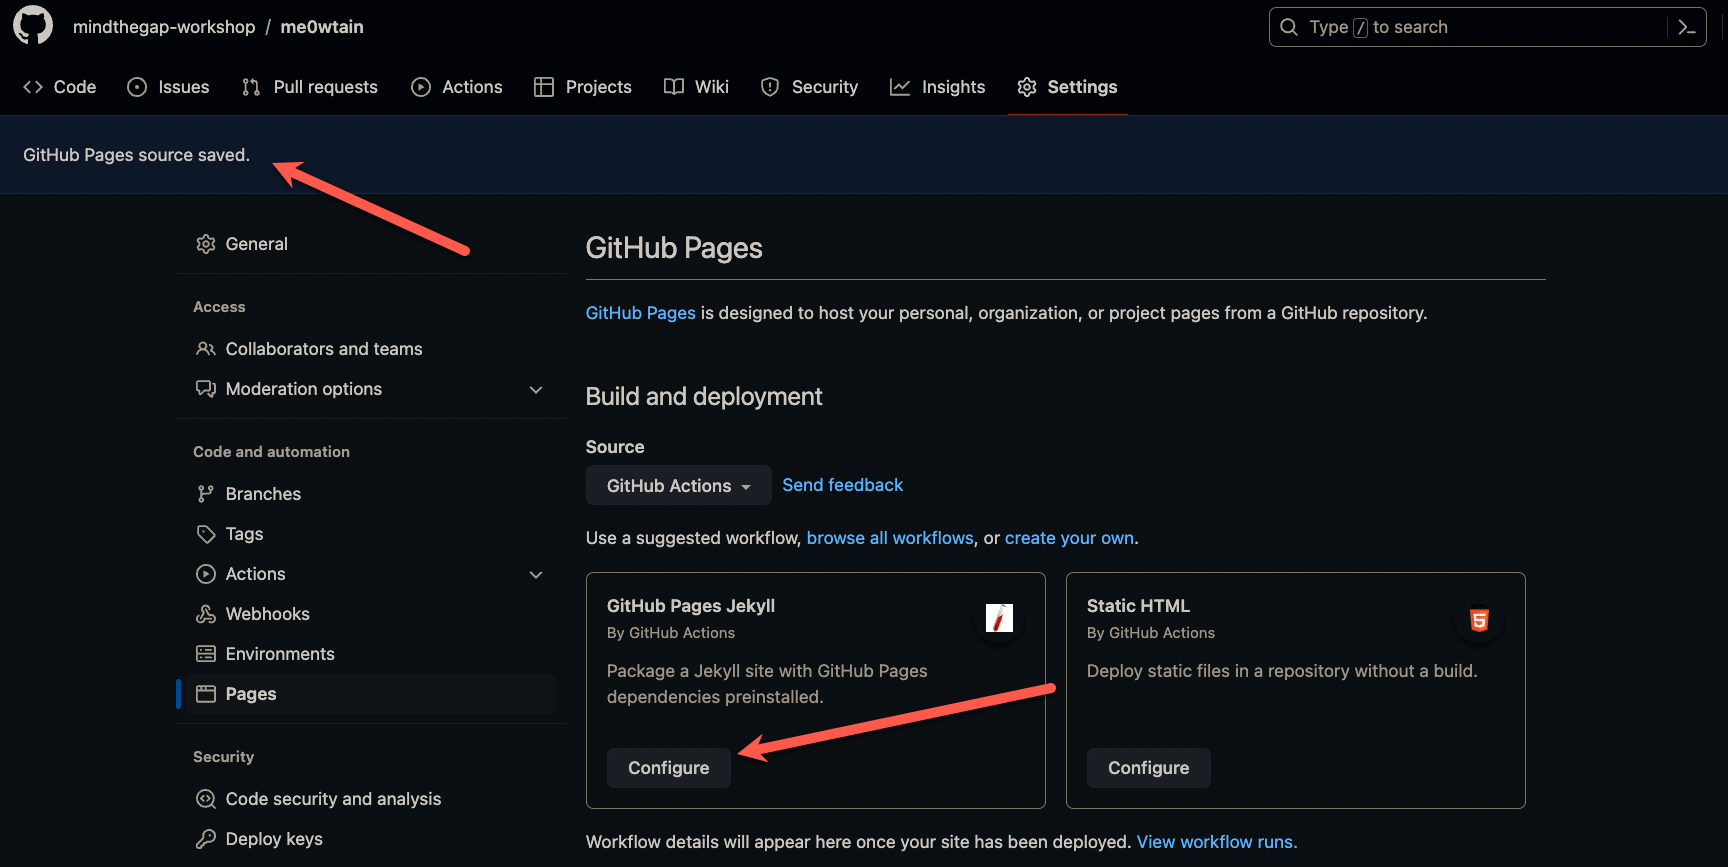 mindthegap-workshop / me0wtain
Type / to search
Code Issues Pull requests Actions Projects Wiki Security Insights Settings
GitHub Pages source saved.
General
Access
Collaborators and teams
Moderation options
Code and automation
Branches
Tags
Actions
Webhooks
Environments
Pages
Security
Code security and analysis
Deploy keys
GitHub Pages
GitHub Pages is designed to host your personal, organization, or project pages from a GitHub repository.
Build and deployment
Source
GitHub Actions Send feedback
Use a suggested workflow, browse all workflows, or create your own.
GitHub Pages Jekyll
By GitHub Actions
Package a Jekyll site with GitHub Pages
dependencies preinstalled.
Configure
Static HTML
By GitHub Actions
Deploy static files in a repository without a build.
Configure
Workflow details will appear here once your site has been deployed. View workflow runs.